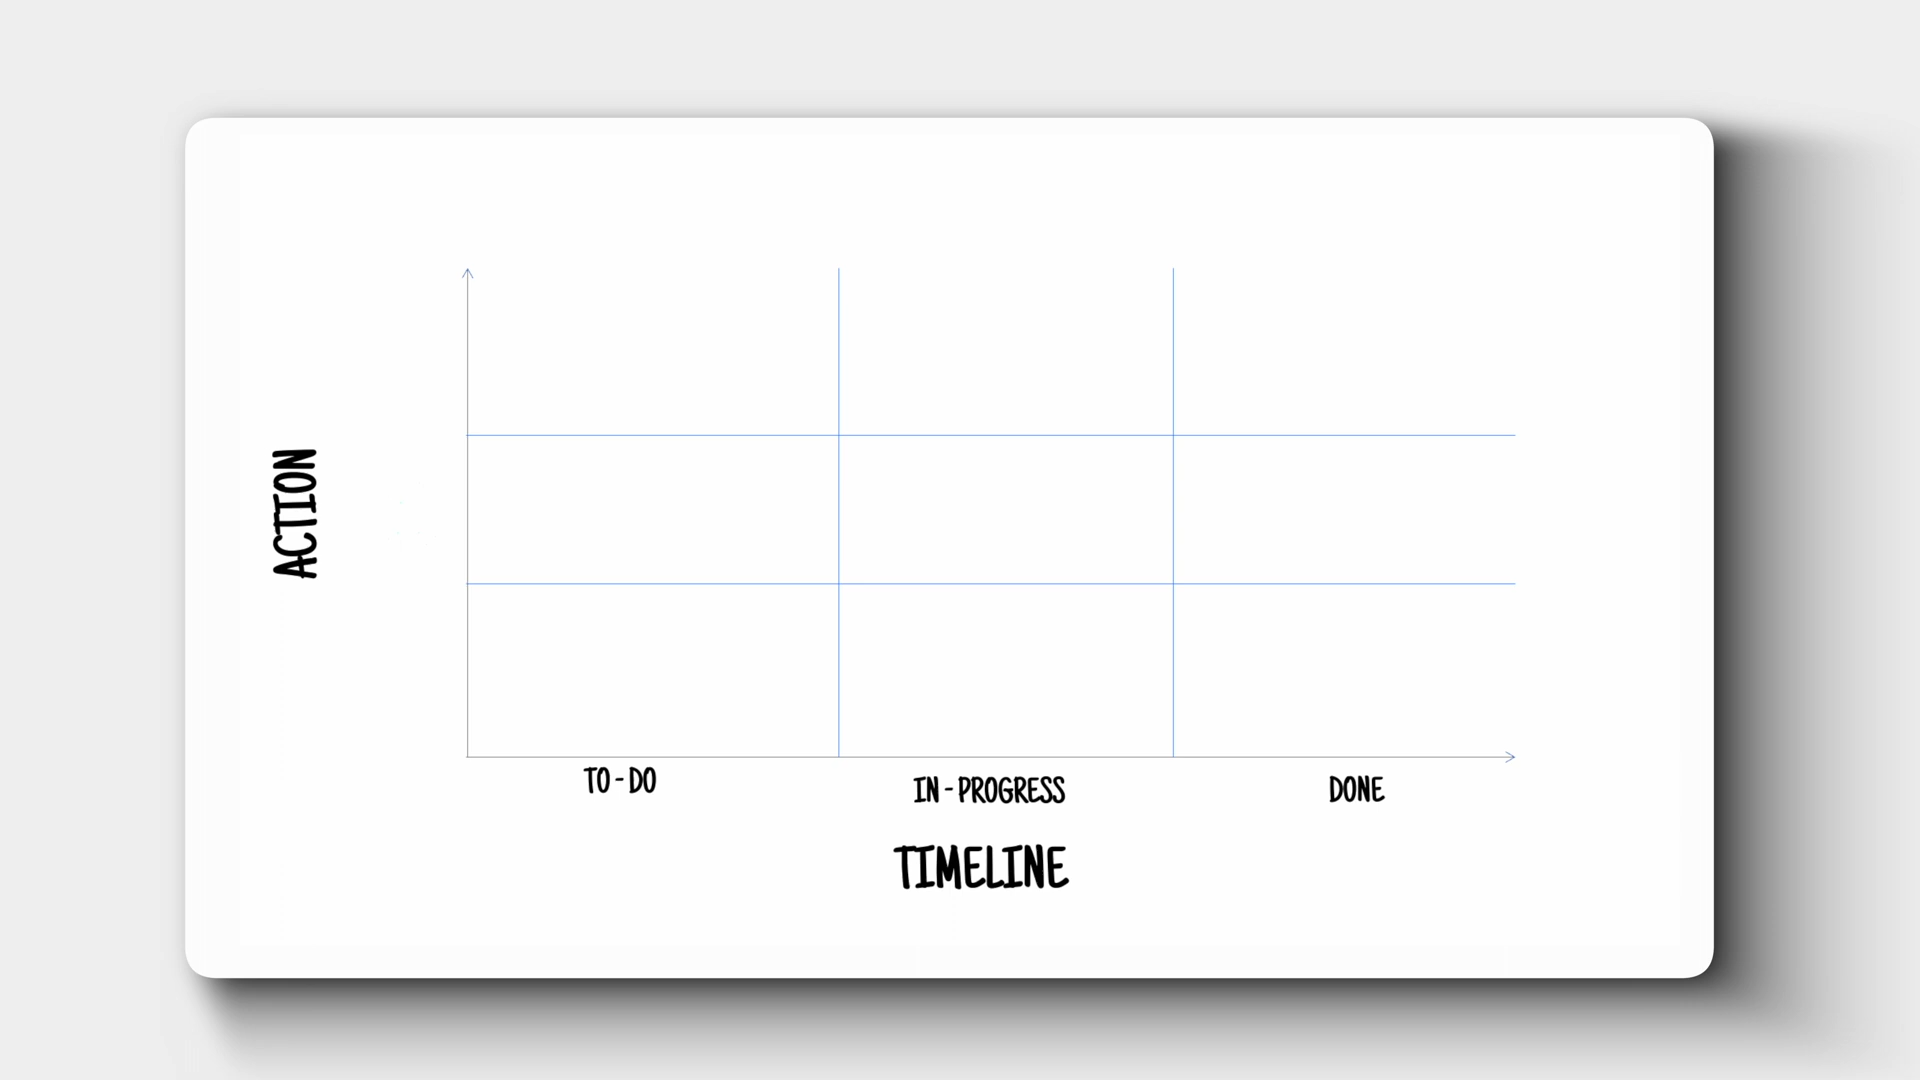 ACTION
TO - DO
IN - PROGRESS
DONE
TIMELINE